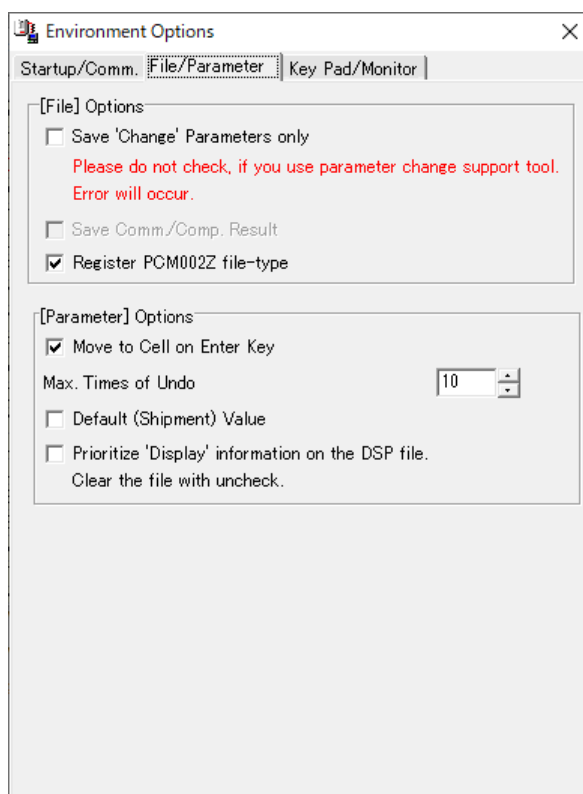 Environment Options
Startup/Comm. File/Parameter Key Pad/Monitor
[File] Options
Save 'Change' Parameters only
Please do not check, if you use parameter change support tool.
Error will occur.
Save Comm./Comp. Result
Register PCM002Z file-type
[Parameter] Options
Move to Cell on Enter Key
Max. Times of Undo 10
Default (Shipment) Value
Prioritize 'Display' information on the DSP file.
Clear the file with uncheck.